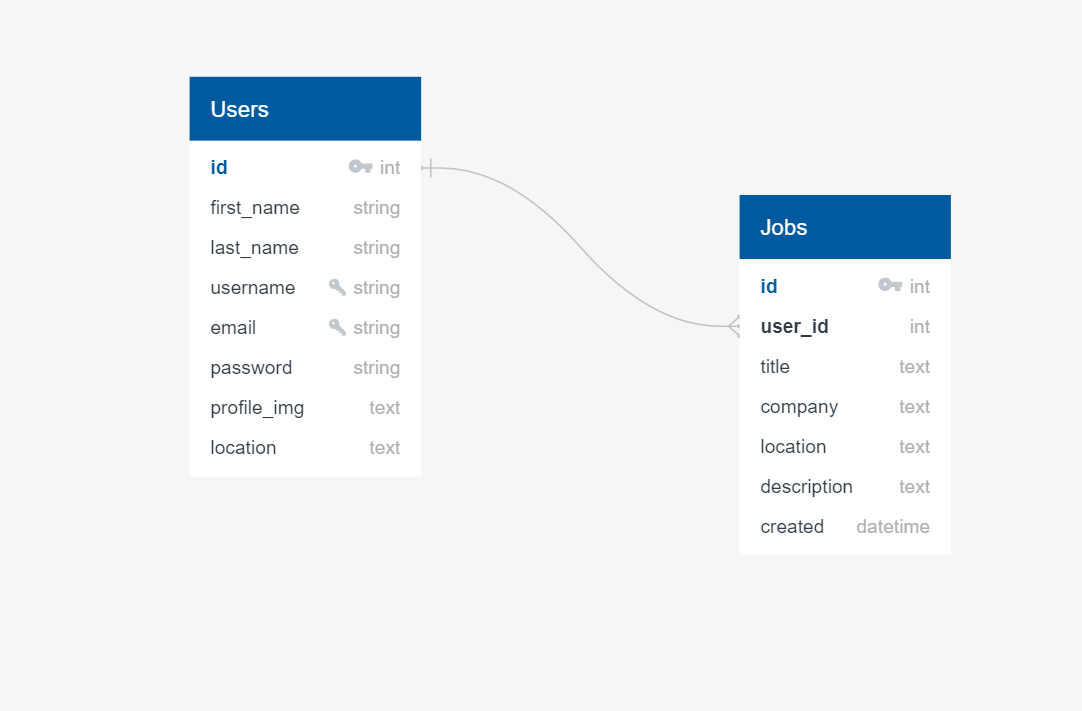 Users
id int
first_name string
last_name string
username string
email string
password string
profile_img text
location text
Jobs
id int
user_id int
title text
company text
location text
description text
created datetime